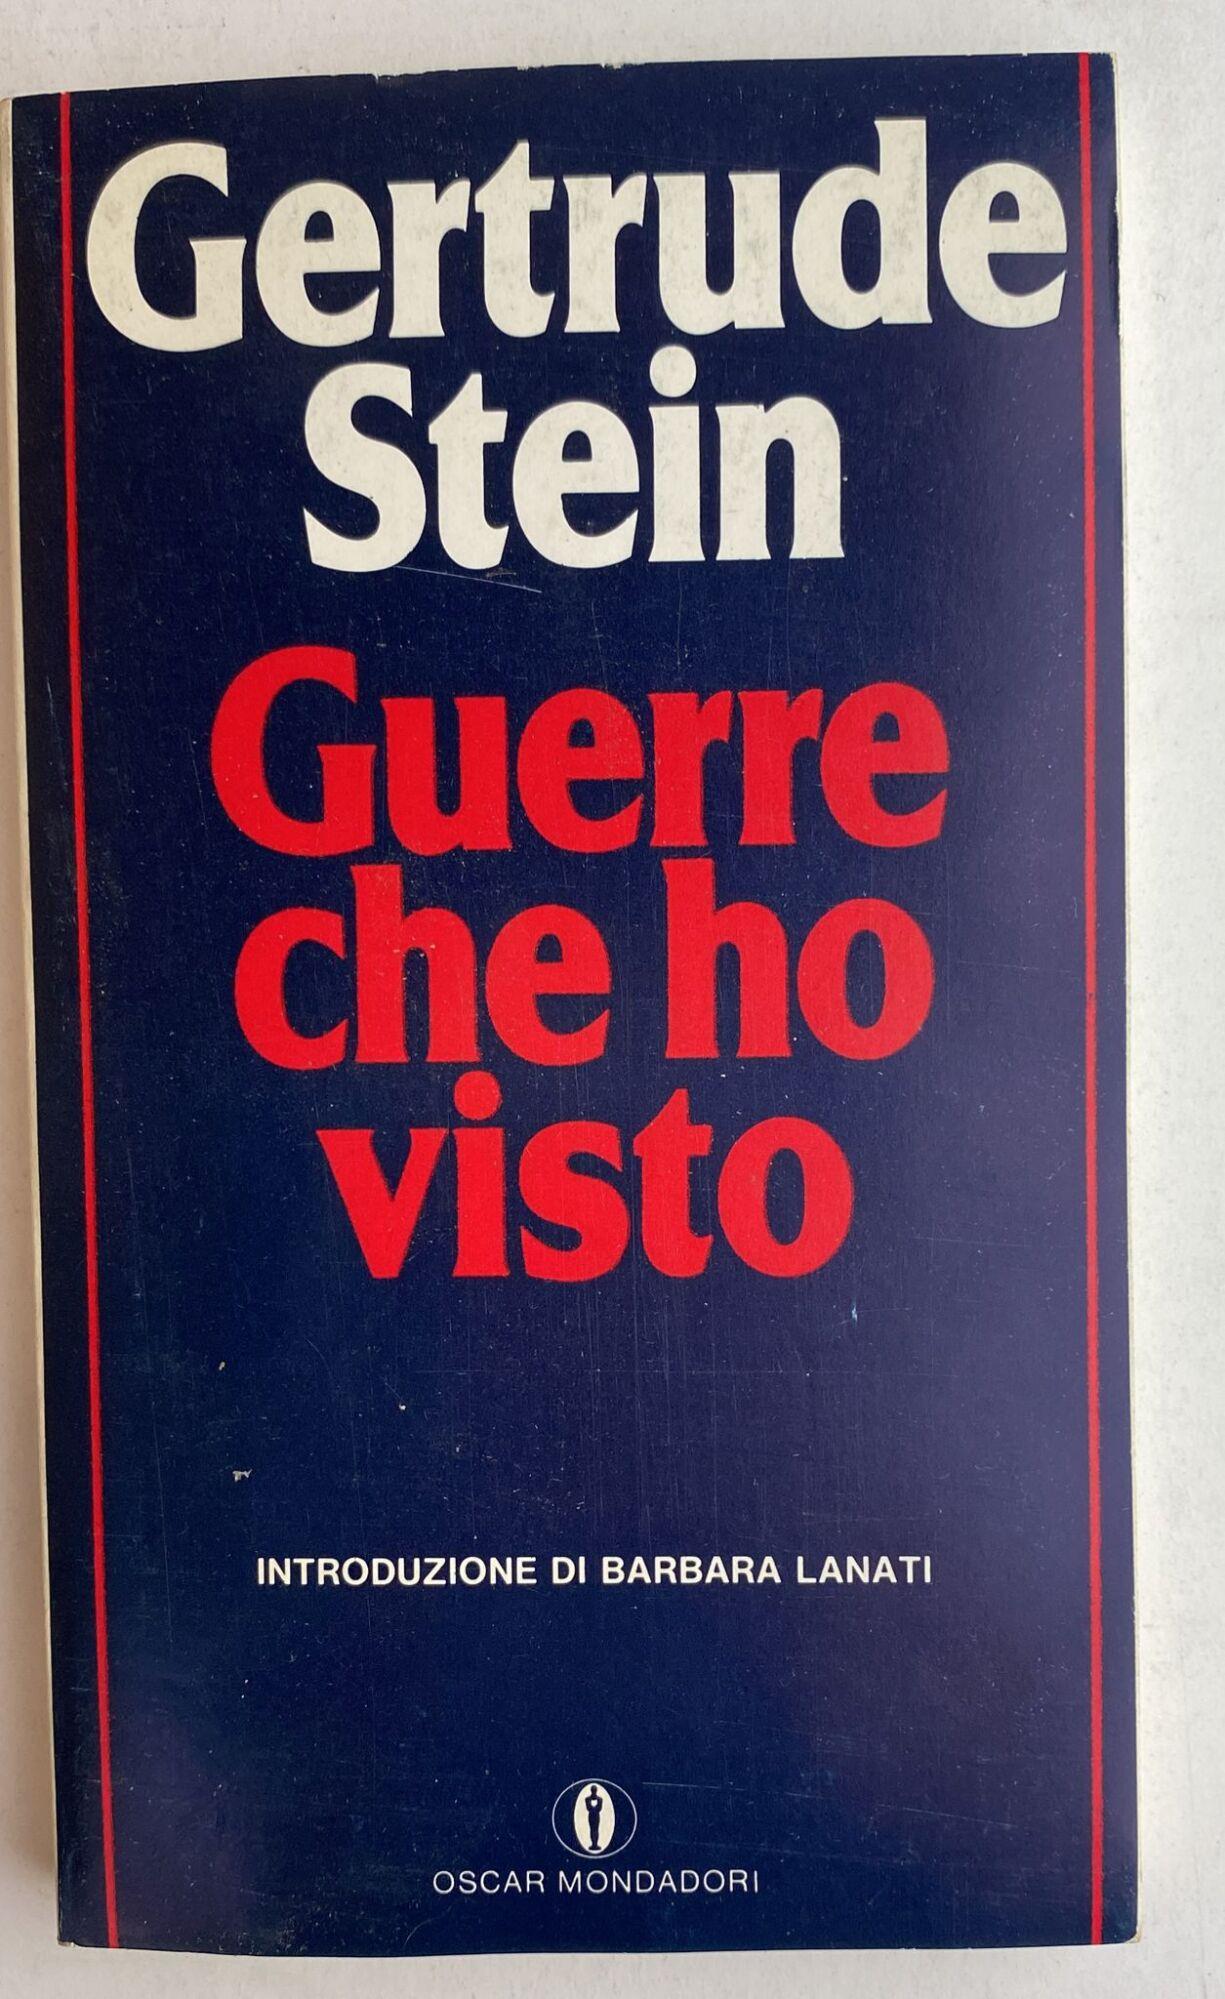 Gertrude
Stein
Guerre
che ho
visto
INTRODUZIONE DI BARBARA LANATI
OSCAR MONDADORI